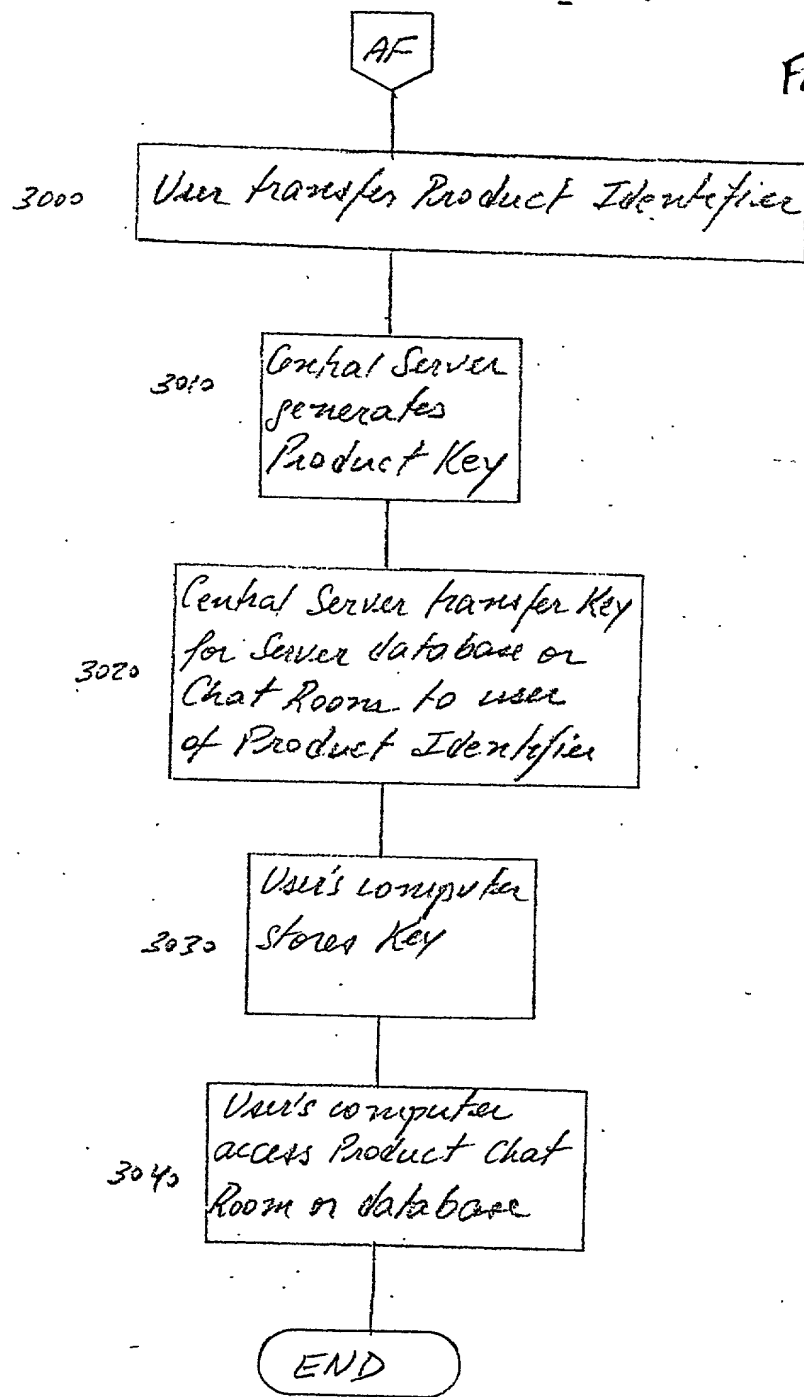 AF
3000
User transfer Product Identifier
3010
Central Server
generates
Product Key
3020
Central Server transfer Key
for Server database or
Chat Room to user
of Product Identifier
3030
User's computer
stores Key
3040
User's computer
access Product Chat
Room or database
END